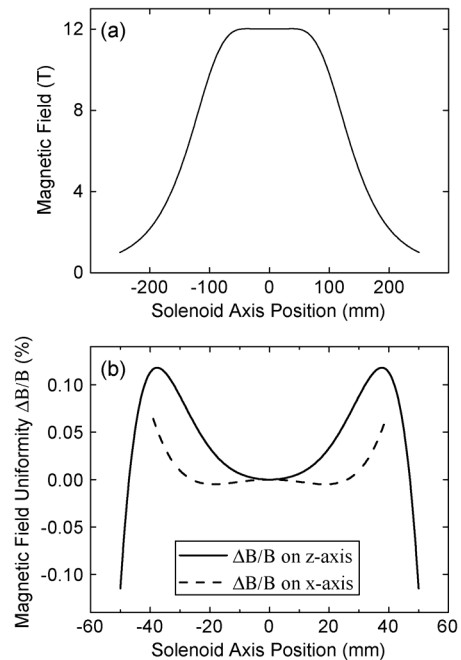 (a)
Magnetic Field (T)
12
8
4
0
-200 -100 0 100 200
Solenoid Axis Position (mm)
(b)
Magnetic Field Uniformity ΔB/B (%)
0.10
0.05
0.00
-0.05
-0.10
ΔB/B on z-axis
ΔB/B on x-axis
-60 -40 -20 0 20 40 60
Solenoid Axis Position (mm)